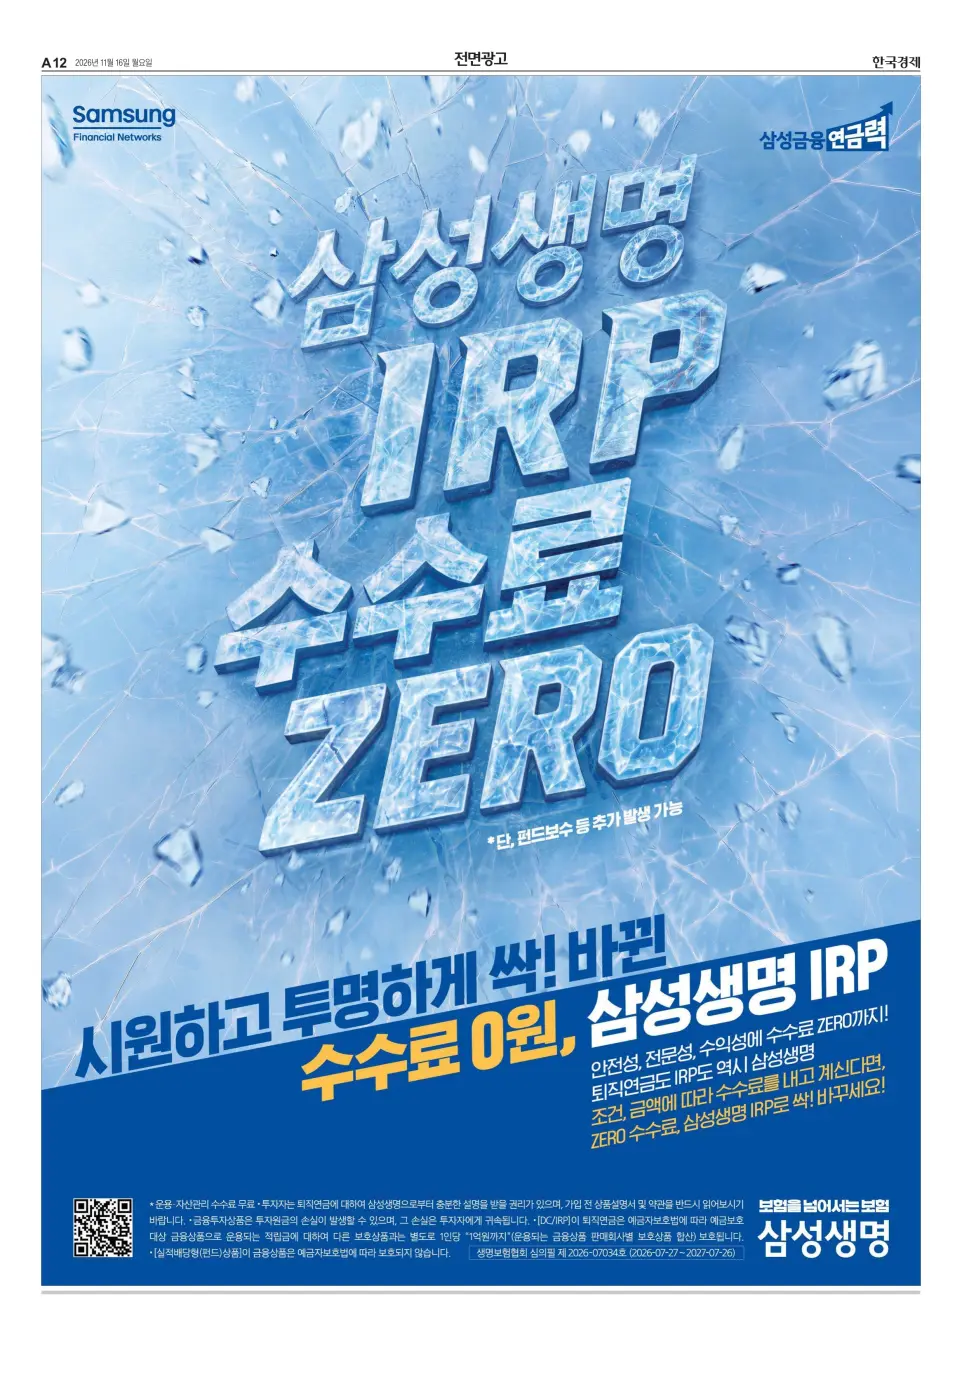 A12 2026년 11월 16일 월요일
전면광고
한국경제
Samsung
Financial Networks
삼성금융 연금력
삼성생명
IRP
수수료
ZERO
*단, 펀드보수 등 추가 발생 가능
시원하고 투명하게 싹! 바뀐
수수료 0원, 삼성생명 IRP
안전성, 전문성, 수익성에 수수료 ZERO까지!
퇴직연금도 IRP도 역시 삼성생명
조건, 금액에 따라 수수료를 내고 계신다면,
ZERO 수수료, 삼성생명 IRP로 싹! 바꾸세요!
* 운용·자산관리 수수료 무료 • 투자자는 퇴직연금에 대하여 삼성생명으로부터 충분한 설명을 받을 권리가 있으며, 가입 전 상품설명서 및 약관을 반드시 읽어보시기
바랍니다. • 금융투자상품은 투자원금의 손실이 발생할 수 있으며, 그 손실은 투자자에게 귀속됩니다. • [DC/IRP]이 퇴직연금은 예금자보호법에 따라 예금보호
대상 금융상품으로 운용되는 적립금에 대하여 다른 보호상품과는 별도로 1인당 "1억원까지"(운용되는 금융상품 판매회사별 보호상품 합산) 보호됩니다.
• [실적배당형(펀드)상품]이 금융상품은 예금자보호법에 따라 보호되지 않습니다. 생명보험협회 심의필 제 2026-07034호 (2026-07-27 ~ 2027-07-26)
보험을 넘어서는 보험
삼성생명